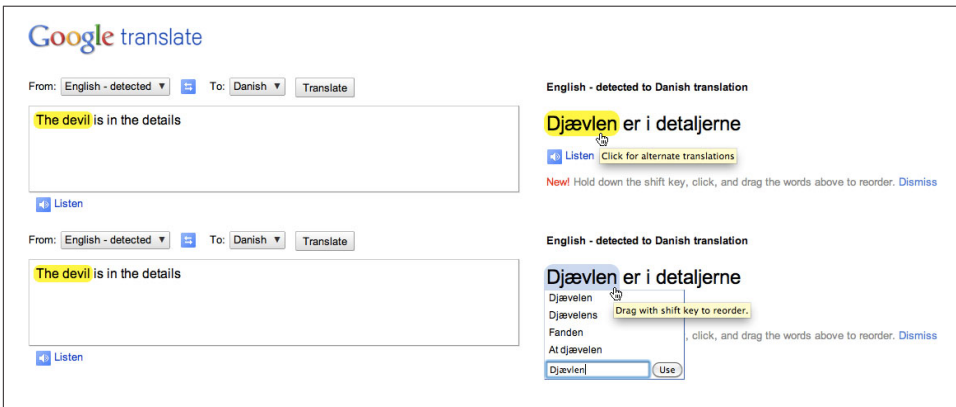 Google translate
From: English - detected ▼ To: Danish ▼ Translate
The devil is in the details
Listen
English - detected to Danish translation
Djævlen er i detaljerne
Listen Click for alternate translations
New! Hold down the shift key, click, and drag the words above to reorder. Dismiss
From: English - detected ▼ To: Danish ▼ Translate
The devil is in the details
Listen
English - detected to Danish translation
Djævlen er i detaljerne
Djævelen
Drag with shift key to reorder.
Djævelens
Fanden
, click, and drag the words above to reorder. Dismiss
At djævelen
Djævlen Use